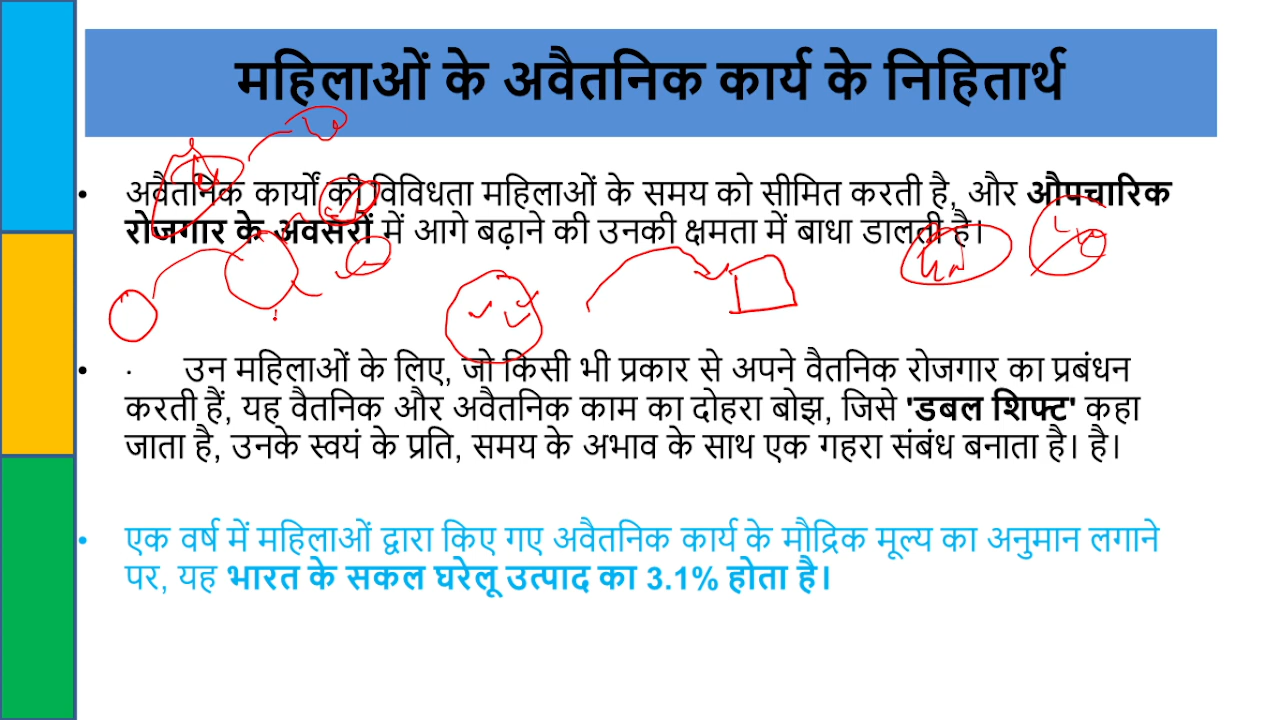 महिलाओं के अवैतनिक कार्य के निहितार्थ
• अवैतनिक कार्यों की विविधता महिलाओं के समय को सीमित करती है, और औपचारिक
रोजगार के अवसरों में आगे बढ़ाने की उनकी क्षमता में बाधा डालती है।
• · उन महिलाओं के लिए, जो किसी भी प्रकार से अपने वैतनिक रोजगार का प्रबंधन
करती हैं, यह वैतनिक और अवैतनिक काम का दोहरा बोझ, जिसे 'डबल शिफ्ट' कहा
जाता है, उनके स्वयं के प्रति, समय के अभाव के साथ एक गहरा संबंध बनाता है। है।
• एक वर्ष में महिलाओं द्वारा किए गए अवैतनिक कार्य के मौद्रिक मूल्य का अनुमान लगाने
पर, यह भारत के सकल घरेलू उत्पाद का 3.1% होता है।